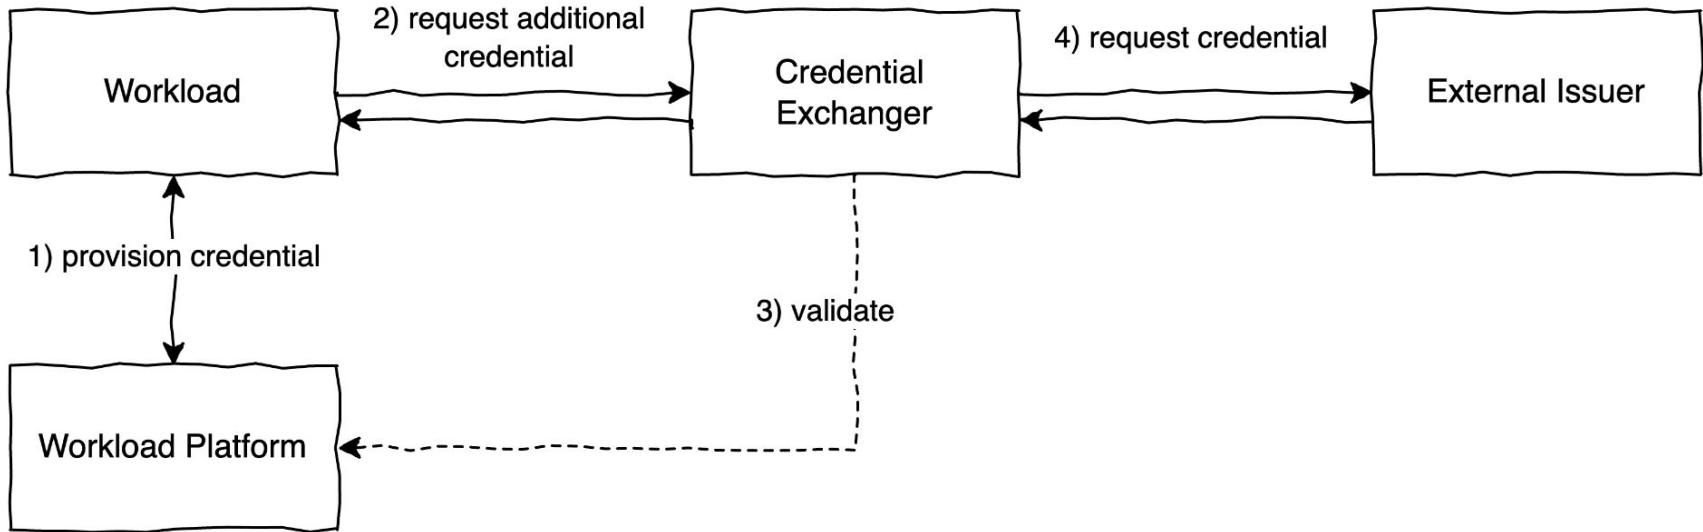 2) request additional
credential
4) request credential
Workload
Credential
Exchanger
External Issuer
1) provision credential
3) validate
Workload Platform